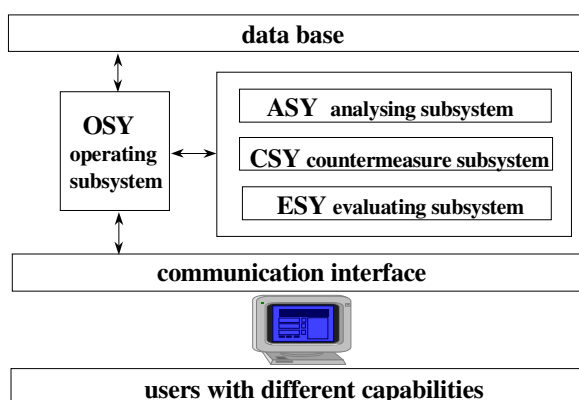 data base
OSY
operating
subsystem
ASY analysing subsystem
CSY countermeasure subsystem
ESY evaluating subsystem
communication interface
users with different capabilities